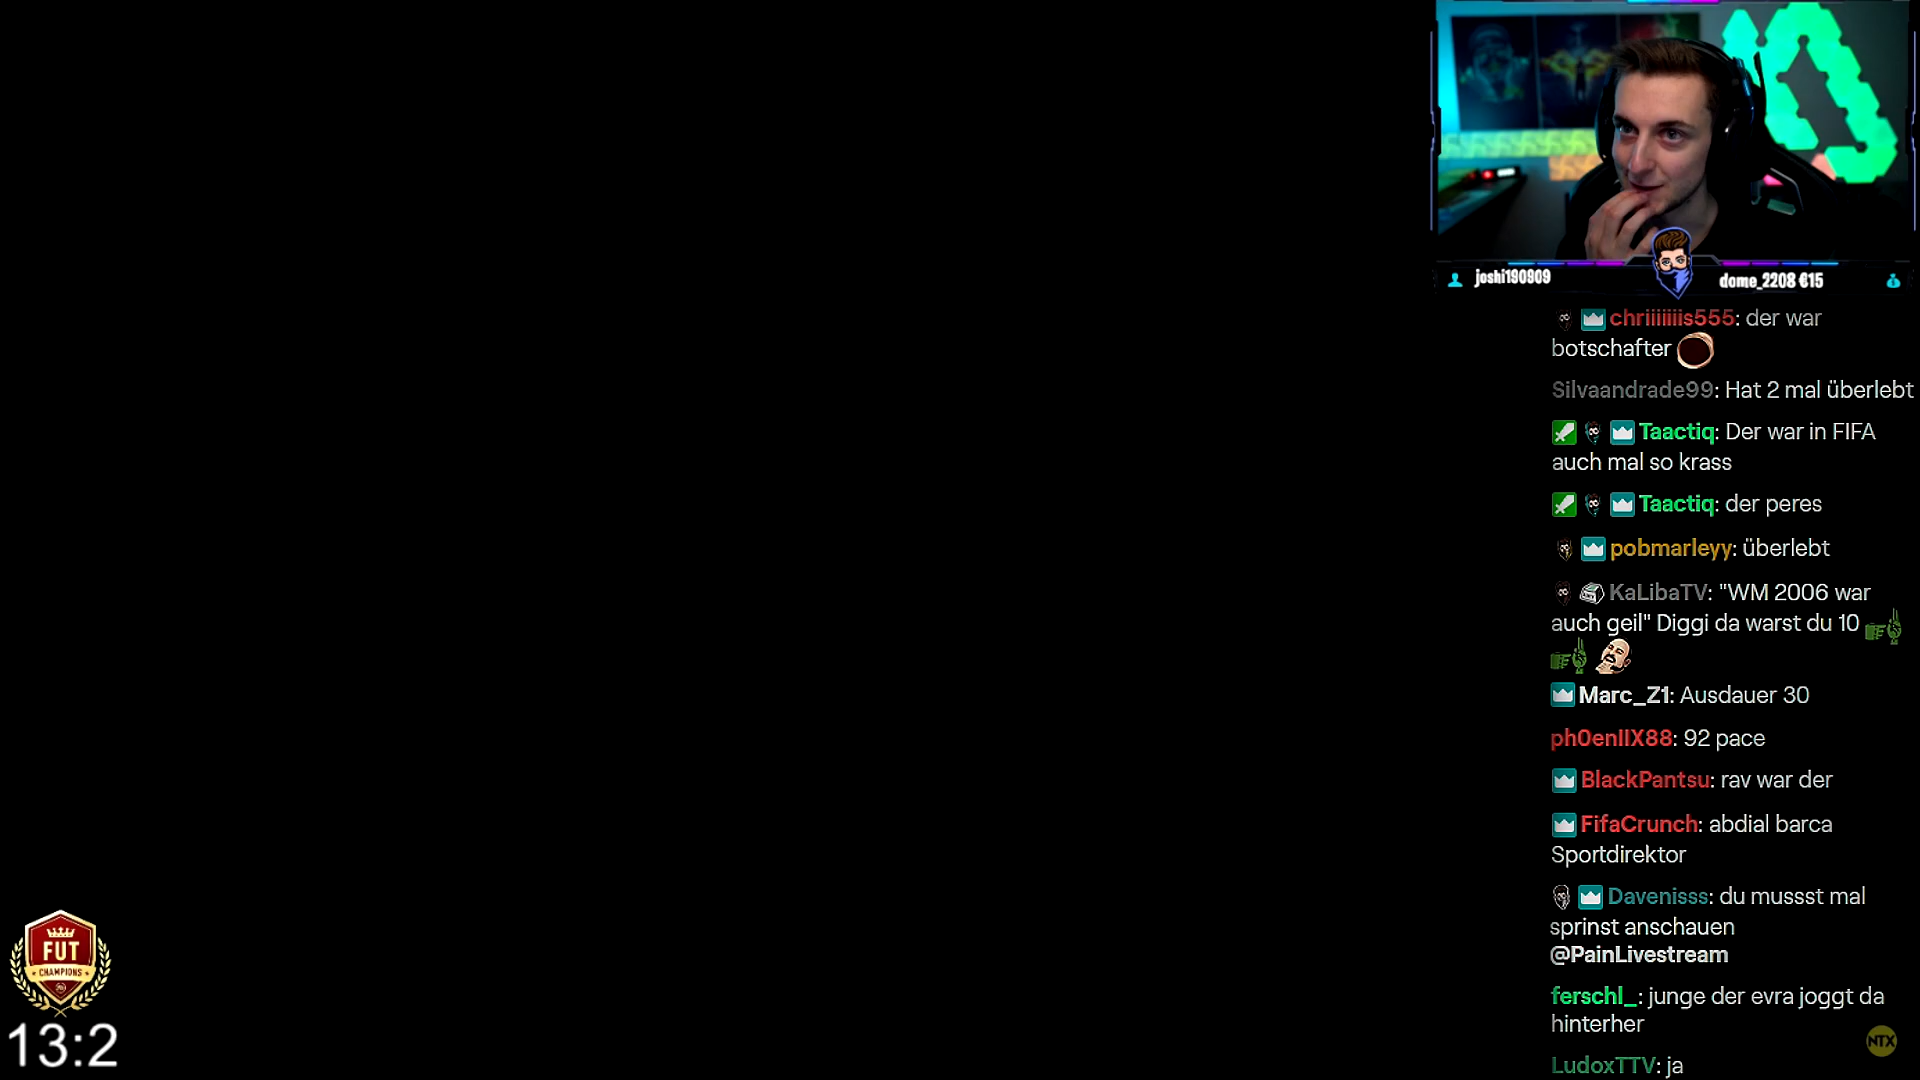 joshi190909
dome_2208 €15
chriiiiiiis555: der war
botschafter
Silvaandrade99: Hat 2 mal überlebt
Taactiq: Der war in FIFA
auch mal so krass
Taactiq: der peres
pobmarleyy: überlebt
KaLibaTV: "WM 2006 war
auch geil" Diggi da warst du 10
Marc_Z1: Ausdauer 30
ph0enIIX88: 92 pace
BlackPantsu: rav war der
FifaCrunch: abdial barca
Sportdirektor
Davenisss: du mussst mal
sprinst anschauen
@PainLivestream
ferschl_: junge der evra joggt da
hinterher
LudoxTTV: ja
FUT
CHAMPIONS
13:2
NTX